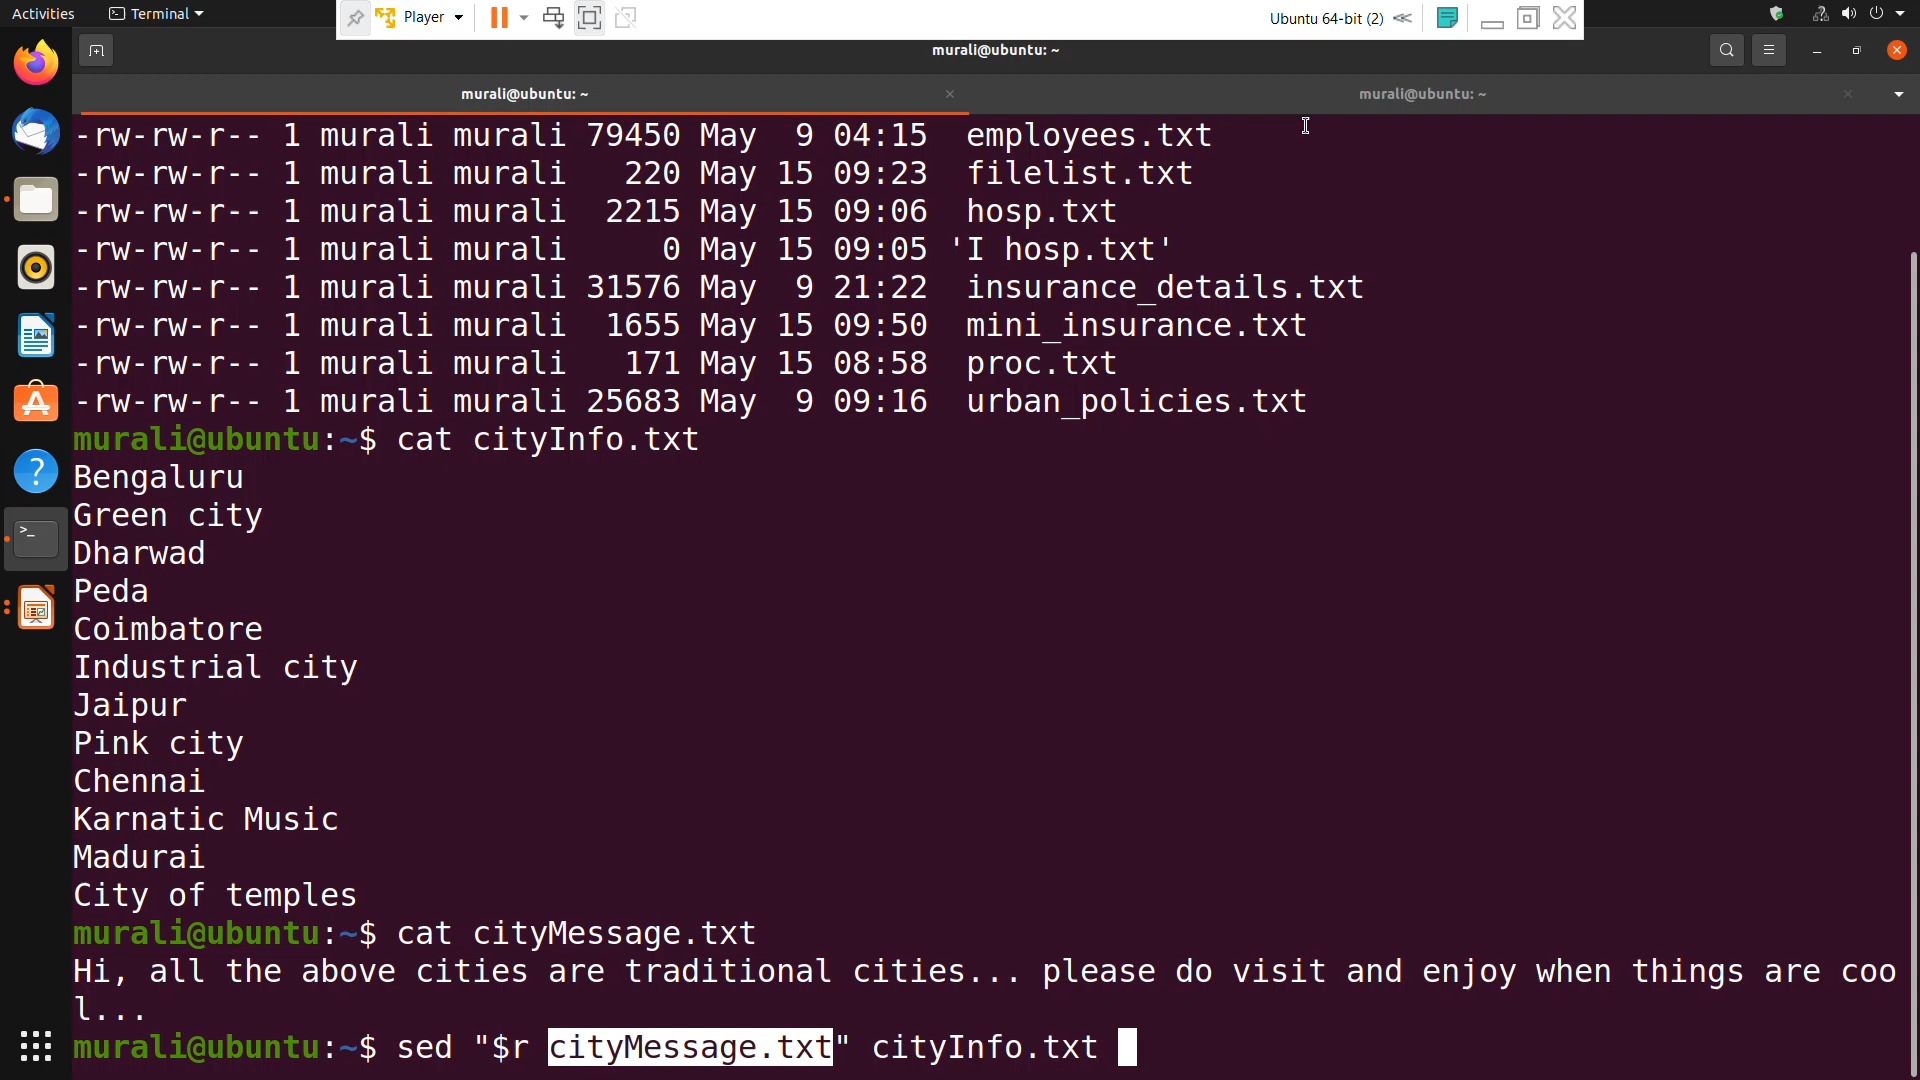 Activities Terminal
Player
Ubuntu 64-bit (2)
murali@ubuntu: ~
murali@ubuntu: ~
murali@ubuntu: ~
-rw-rw-r-- 1 murali murali 79450 May  9 04:15  employees.txt
-rw-rw-r-- 1 murali murali   220 May 15 09:23  filelist.txt
-rw-rw-r-- 1 murali murali  2215 May 15 09:06  hosp.txt
-rw-rw-r-- 1 murali murali     0 May 15 09:05 'I hosp.txt'
-rw-rw-r-- 1 murali murali 31576 May  9 21:22  insurance_details.txt
-rw-rw-r-- 1 murali murali  1655 May 15 09:50  mini_insurance.txt
-rw-rw-r-- 1 murali murali   171 May 15 08:58  proc.txt
-rw-rw-r-- 1 murali murali 25683 May  9 09:16  urban_policies.txt
murali@ubuntu:~$ cat cityInfo.txt
Bengaluru
Green city
Dharwad
Peda
Coimbatore
Industrial city
Jaipur
Pink city
Chennai
Karnatic Music
Madurai
City of temples
murali@ubuntu:~$ cat cityMessage.txt
Hi, all the above cities are traditional cities... please do visit and enjoy when things are coo
l...
murali@ubuntu:~$ sed "$r cityMessage.txt" cityInfo.txt